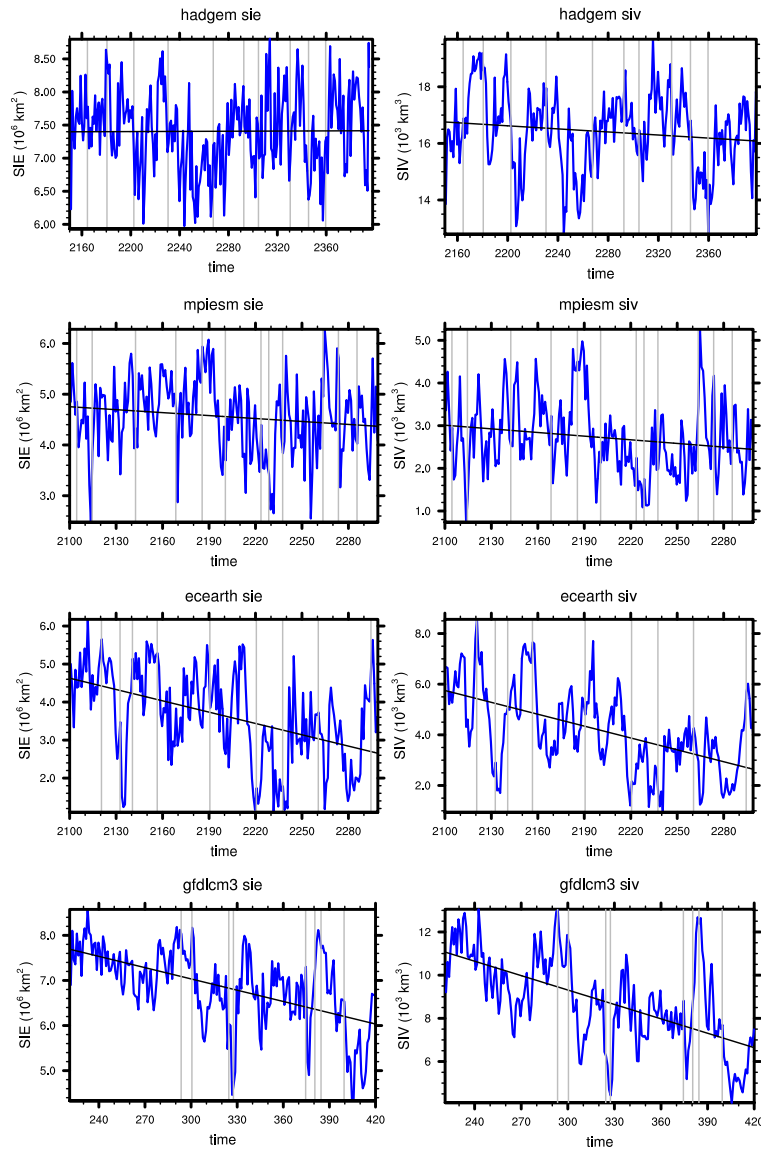 hadgem sie
SIE (10⁶ km²)
8.50
8.00
7.50
7.00
6.50
6.00
2160 2200 2240 2280 2320 2360
time
hadgem siv
SIV (10³ km³)
18
16
14
2160 2200 2240 2280 2320 2360
time
mpiesm sie
SIE (10⁶ km²)
6.0
5.0
4.0
3.0
2100 2130 2160 2190 2220 2250 2280
time
mpiesm siv
SIV (10³ km³)
5.0
4.0
3.0
2.0
1.0
2100 2130 2160 2190 2220 2250 2280
time
ecearth sie
SIE (10⁶ km²)
6.0
5.0
4.0
3.0
2.0
2100 2130 2160 2190 2220 2250 2280
time
ecearth siv
SIV (10³ km³)
8.0
6.0
4.0
2.0
2100 2130 2160 2190 2220 2250 2280
time
gfdlcm3 sie
SIE (10⁶ km²)
8.0
7.0
6.0
5.0
240 270 300 330 360 390 420
time
gfdlcm3 siv
SIV (10³ km³)
12
10
8
6
240 300 360 420
time